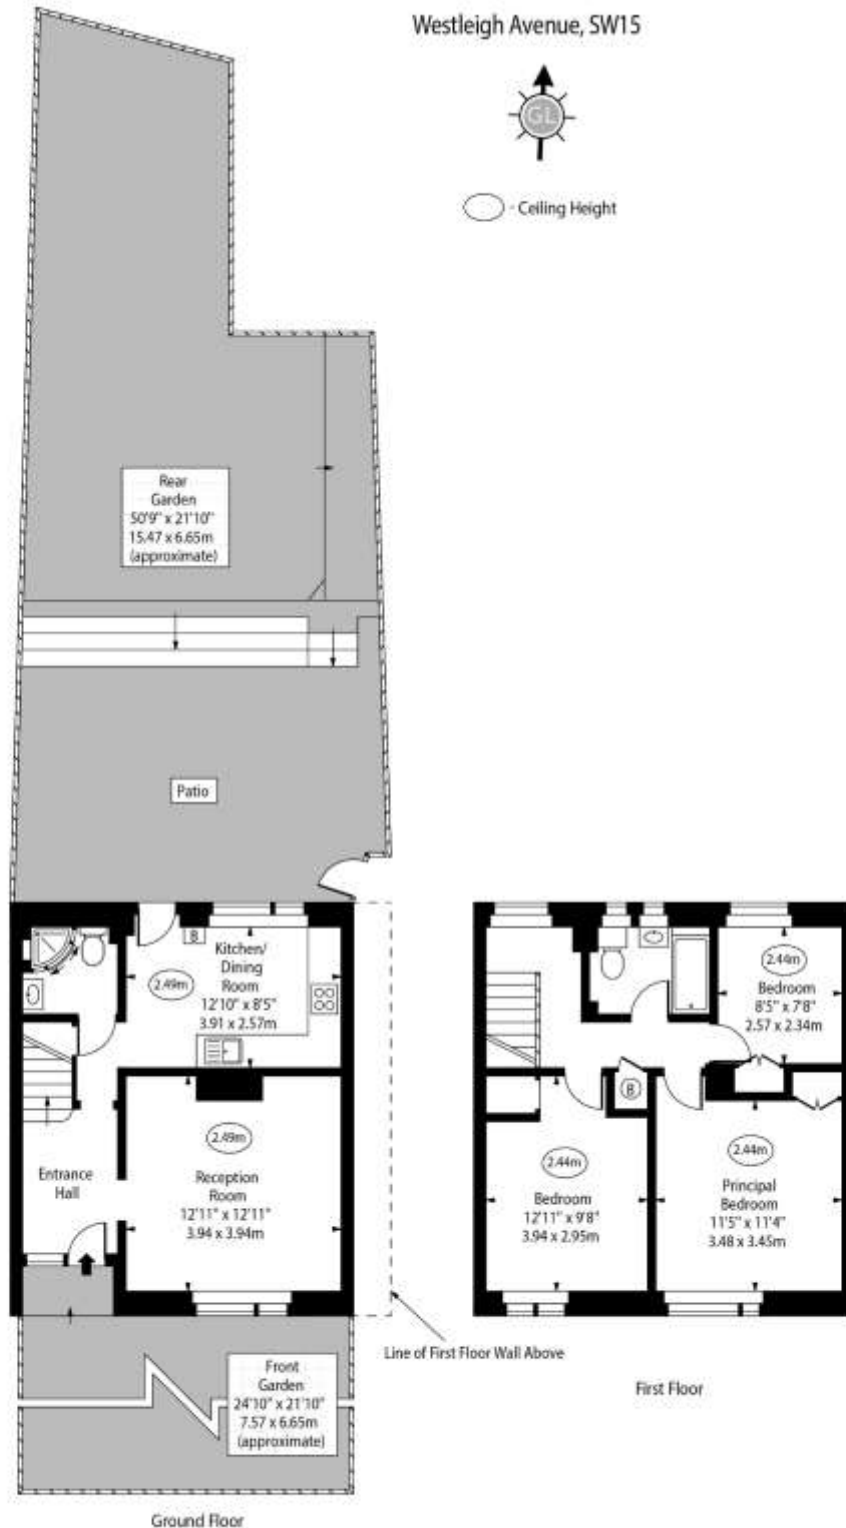 Westleigh Avenue, SW15
GL
- Ceiling Height
Rear
Garden
50'9" x 21'10"
15.47 x 6.65m
(approximate)
Patio
B
Kitchen/
Dining
Room
12'10" x 8'5"
3.91 x 2.57m
2.49m
2.49m
Reception
Room
12'11" x 12'11"
3.94 x 3.94m
Entrance
Hall
Line of First Floor Wall Above
Front
Garden
24'10" x 21'10"
7.57 x 6.65m
(approximate)
Ground Floor
2.44m
Bedroom
8'5" x 7'8"
2.57 x 2.34m
B
2.44m
Bedroom
12'11" x 9'8"
3.94 x 2.95m
2.44m
Principal
Bedroom
11'5" x 11'4"
3.48 x 3.45m
First Floor